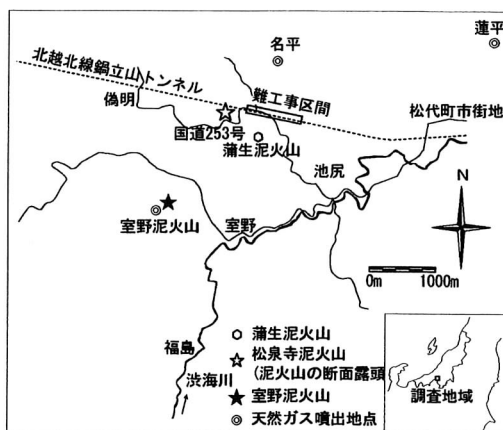 蓮平
名平
北越北線鍋立山トンネル
難工事区間
偽明
松代町市街地
国道253号
蒲生泥火山
池尻
N
室野泥火山
室野
0m 1000m
蒲生泥火山
松泉寺泥火山
(泥火山の断面露頭)
室野泥火山
天然ガス噴出地点
福島
渋海川
調査地域